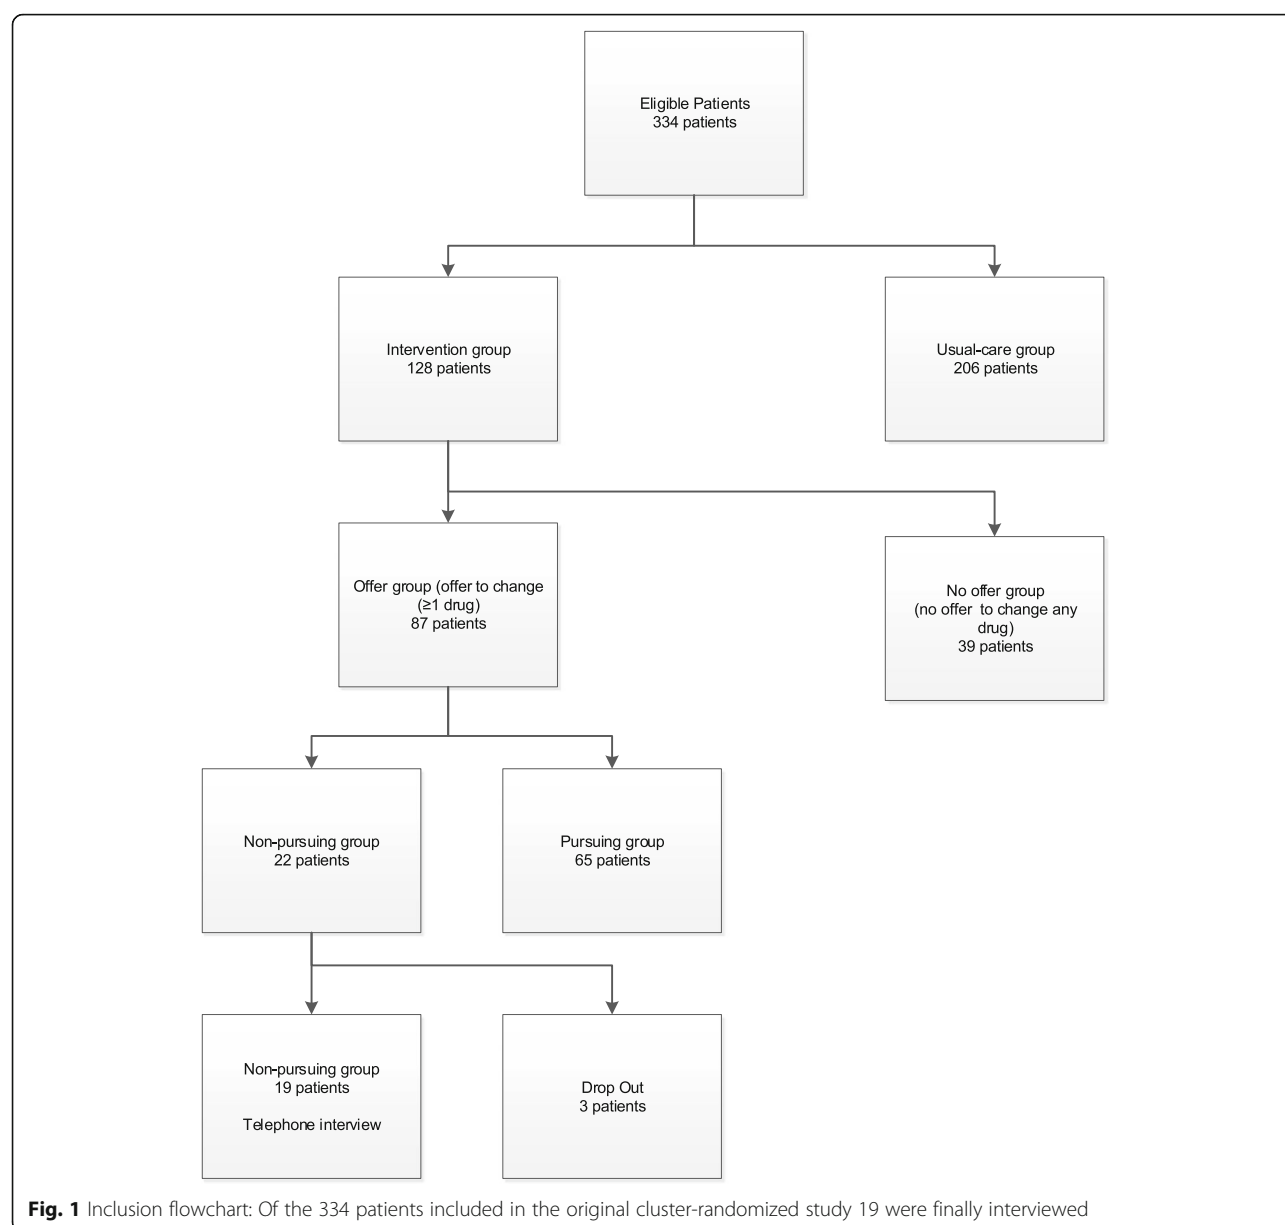 Eligible Patients
334 patients
Intervention group
128 patients
Usual-care group
206 patients
Offer group (offer to change
(≥1 drug)
87 patients
No offer group
(no offer to change any
drug)
39 patients
Non-pursuing group
22 patients
Pursuing group
65 patients
Non-pursuing group
19 patients
Telephone interview
Drop Out
3 patients
Fig. 1 Inclusion flowchart: Of the 334 patients included in the original cluster-randomized study 19 were finally interviewed